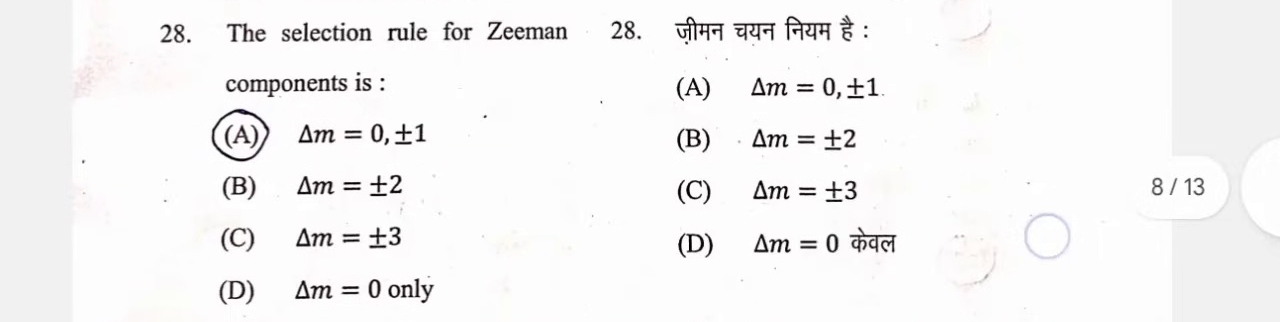 28. The selection rule for Zeeman
components is :
(A) Δm = 0, ±1
(B) Δm = ±2
(C) Δm = ±3
(D) Δm = 0 only
28. ज़ीमन चयन नियम है :
(A) Δm = 0, ±1.
(B) Δm = ±2
(C) Δm = ±3
(D) Δm = 0 केवल
8 / 13